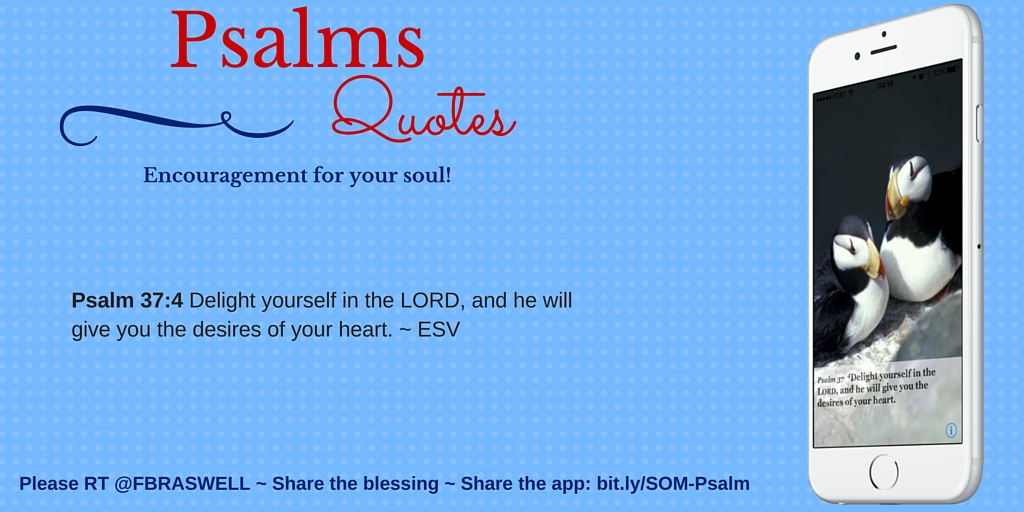 Psalms
Quotes
Encouragement for your soul!
Psalm 37:4 Delight yourself in the LORD, and he will
give you the desires of your heart. ~ ESV
Psalm 37 4Delight yourself in the
LORD, and he will give you the
desires of your heart.
Please RT @FBRASWELL ~ Share the blessing ~ Share the app: bit.ly/SOM-Psalm